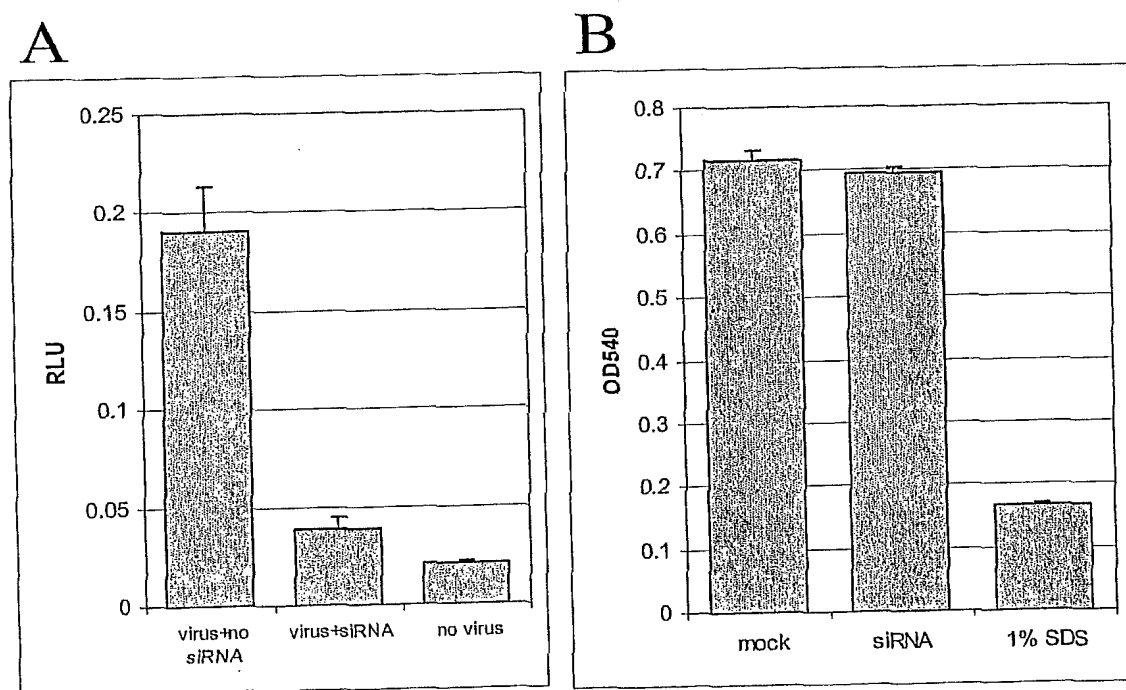 A
RLU
0.25
0.2
0.15
0.1
0.05
0
virus+no
siRNA
virus+siRNA
no virus
B
OD540
0.8
0.7
0.6
0.5
0.4
0.3
0.2
0.1
0
mock
siRNA
1% SDS